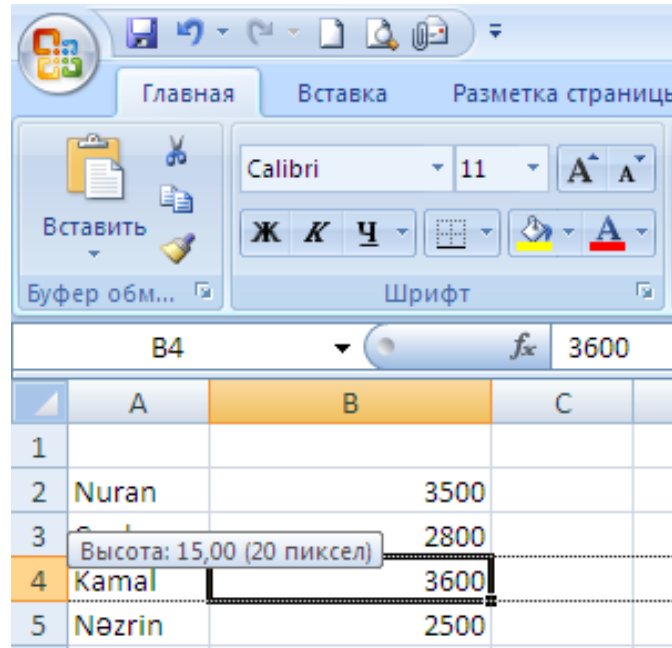 Главная Вставка Разметка страницы
Calibri 11 A A
Вставить Ж К Ч A
Буфер обм... Шрифт
B4 fx 3600
A B C
1
2 Nuran 3500
3 2800
Высота: 15,00 (20 пиксел)
4 Kamal 3600
5 Nəzrin 2500